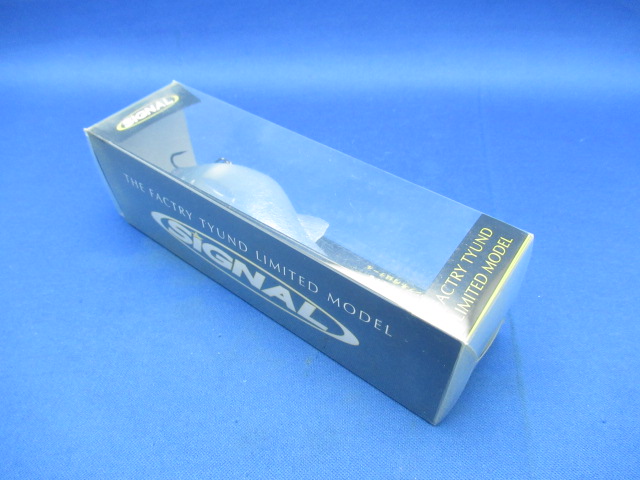 SIGNAL
THE FACTRY TYUND LIMITED MODEL
SIGNAL
FACTRY TYUND
LIMITED MODEL